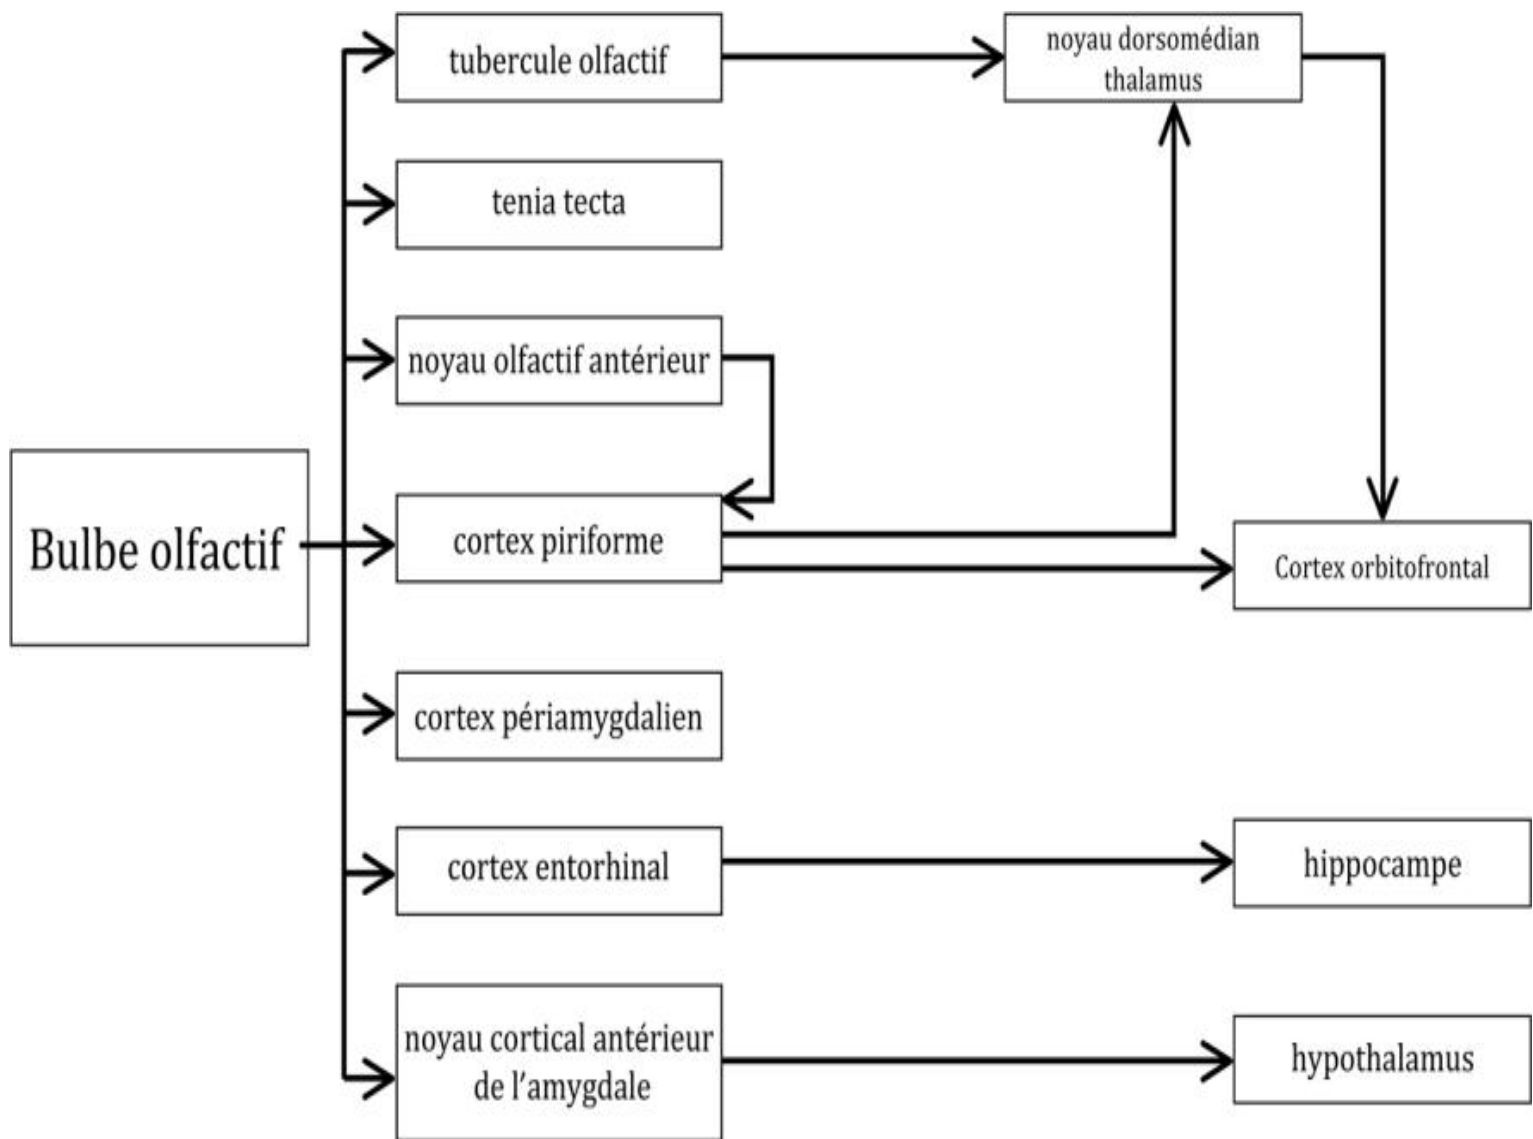 tubercule olfactif
noyau dorsomédian
thalamus
tenia tecta
noyau olfactif antérieur
Bulbe olfactif
cortex piriforme
Cortex orbitofrontal
cortex périamygdalien
cortex entorhinal
hippocampe
noyau cortical antérieur
de l’amygdale
hypothalamus